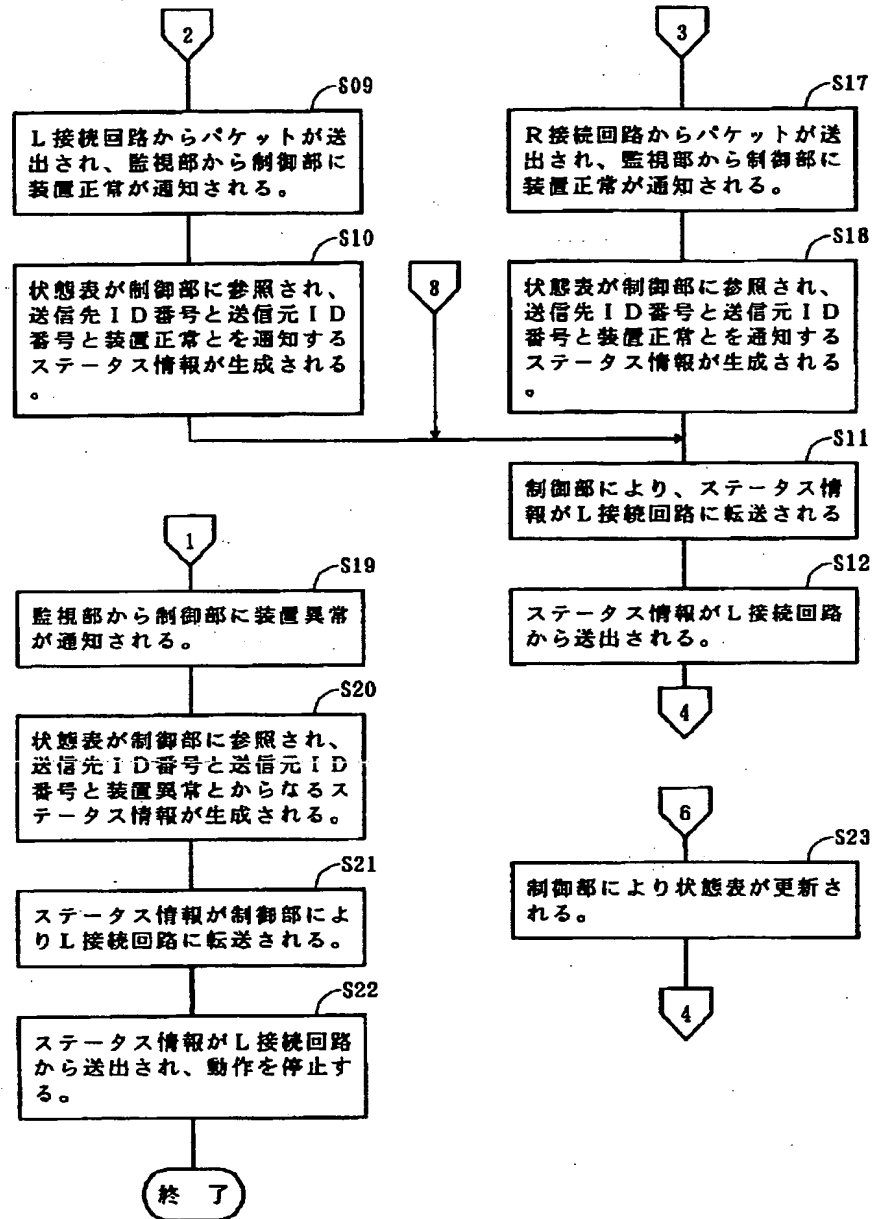 2
S09
L接続回路からパケットが送
出され、監視部から制御部に
装置正常が通知される。
S10
状態表が制御部に参照され、
送信先ID番号と送信元ID
番号と装置正常とを通知する
ステータス情報が生成される
。
8
3
S17
R接続回路からパケットが送
出され、監視部から制御部に
装置正常が通知される。
S18
状態表が制御部に参照され、
送信先ID番号と送信元ID
番号と装置正常とを通知する
ステータス情報が生成される
。
S11
制御部により、ステータス情
報がL接続回路に転送される
S12
ステータス情報がL接続回路
から送出される。
4
1
S19
監視部から制御部に装置異常
が通知される。
S20
状態表が制御部に参照され、
送信先ID番号と送信元ID
番号と装置異常とからなるス
テータス情報が生成される。
S21
ステータス情報が制御部によ
りL接続回路に転送される。
S22
ステータス情報がL接続回路
から送出され、動作を停止す
る。
終 了
6
S23
制御部により状態表が更新さ
れる。
4